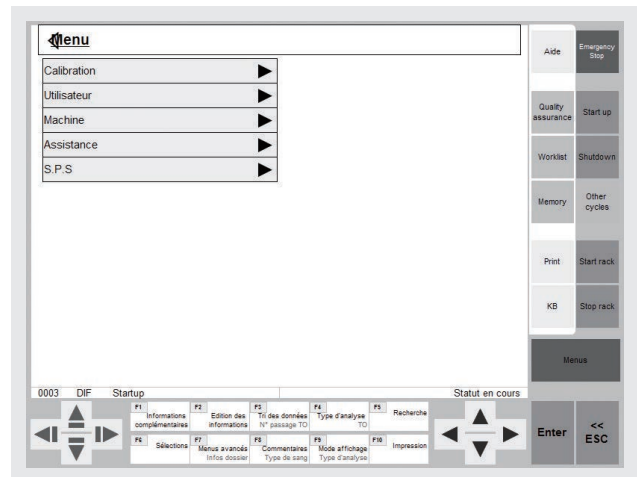 Menu
Calibration
Utilisateur
Machine
Assistance
S.P.S
Aide
Emergency
Stop
Quality
assurance
Start up
Worklist
Shutdown
Memory
Other
cycles
Print
Start rack
KB
Stop rack
Menus
0003 DIF Startup Statut en cours
F1 Informations
complémentaires
F2 Edition des
informations
F3 Tri des données
N° passage TO
F4 Type d'analyse
TO
F5 Recherche
F6 Sélections
F7 Menus avancés
Infos dossier
F8 Commentaires
Type de sang
F9 Mode affichage
Type d'analyse
F10 Impression
Enter
<<
ESC